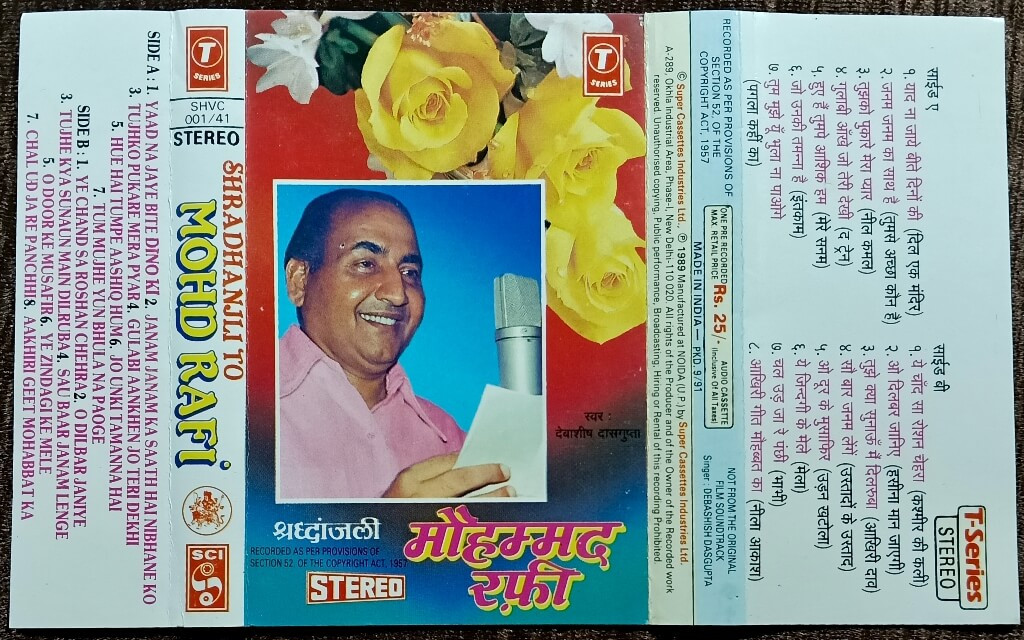 SIDE A : 1. YAAD NA JAYE BITE DINO KI 2. JANAM JANAM KA SAATH HAI NIBHANE KO
3. TUJHKO PUKARE MERA PYAR 4. GULABI AANKHEN JO TERI DEKHI
5. HUE HAI TUMPE AASHIQ HUM 6. JO UNKI TAMANNA HAI
7. TUM MUJHE YUN BHULA NA PAOGE
SIDE B : 1. YE CHAND SA ROSHAN CHEHRA 2. O DILBAR JANIYE
3. TUJHE KYA SUNAUN MAIN DILRUBA 4. SAU BAAR JANAM LENGE
5. O DOOR KE MUSAFIR 6. YE ZINDAGI KE MELE
7. CHAL UD JA RE PANCHHI 8. AAKHIRI GEET MOHABBAT KA
T
SERIES
SHVC
001/41
STEREO
SHRADHANJLI TO
MOHD RAFI
SCI
T
SERIES
स्वर :
देबाशीष दासगुप्ता
श्रध्दांजली
मौहम्मद
रफ़ी
RECORDED AS PER PROVISIONS OF
SECTION 52, OF THE COPYRIGHT ACT, 1957
STEREO
© Super Cassettes Industries Ltd., ℗ 1989 Manufactured at NOIDA (U.P.) by Super Cassettes Industries Ltd.
A-289, Okhla Industrial Area, Phase-I, New Delhi-110 020. All rights of the Producer and of the Owner of the Recorded work
reserved. Unauthorised copying, Public performance, Broadcasting, Hiring or Rental of this recording Prohibited.
MADE IN INDIA — PKD. 9/91
RECORDED AS PER PROVISIONS OF
SECTION 52, OF THE
COPYRIGHT ACT, 1957
ONE PRE RECORDED
MAX. RETAIL PRICE
Rs. 25/-
AUDIO CASSETTE
(Inclusive Of All Taxes)
NOT FROM THE ORIGINAL
FILM SOUNDTRACK
Singer : DEBASHISH DASGUPTA
साईड ए
१. याद ना जाये बीते दिनों की (दिल एक मंदिर)
२. जनम जनम का साथ है (तुमसे अच्छा कौन है)
३. तुझको पुकारे मेरा प्यार (नील कमल)
४. गुलाबी आँखें जो तेरी देखी (द ट्रेन)
५. हुए हैं तुमपे आशिक हम (मेरे सनम)
६. जो उनकी तमन्ना है (इंतकाम)
७. तुम मुझे यूं भुला ना पाओगे
(पगला कहीं का)
साईड बी
१. ये चाँद सा रोशन चेहरा (कश्मीर की कली)
२. ओ दिलबर जानिए (हसीना मान जाएगी)
३. तुझे क्या सुनाऊँ मैं दिलरुबा (आखिरी दाव)
४. सो बार जनम लेंगे (उस्तादों के उस्ताद)
५. ओ दूर के मुसाफिर (उड़न खटोला)
६. ये जिन्दगी के मेले (मेला)
७. चल उड़ जा रे पंछी (भाभी)
८. आखिरी गीत मौहब्बत का (नीला आकाश)
T-Series
STEREO